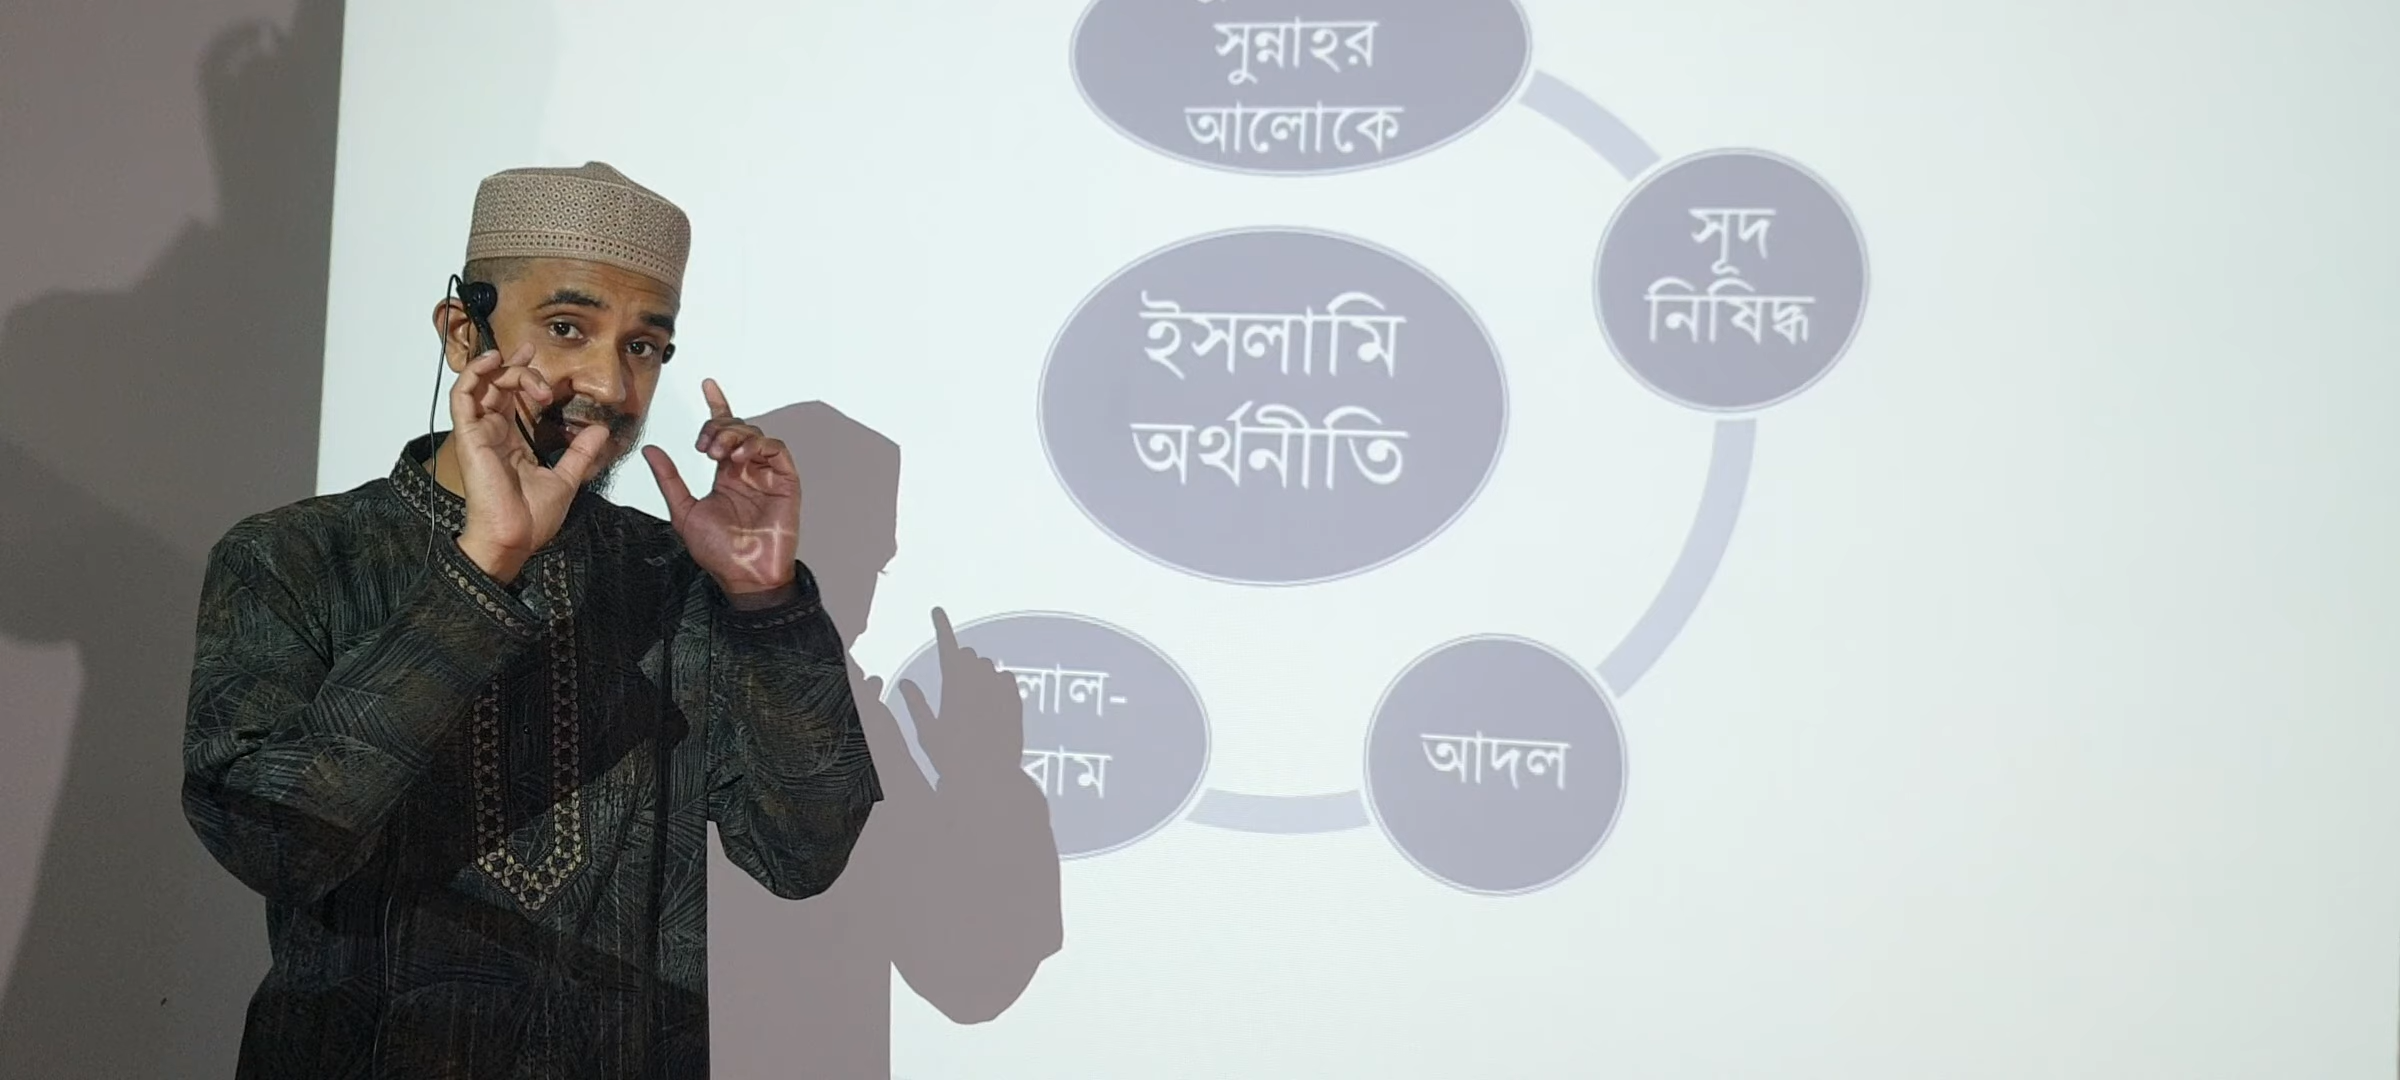 সুন্নাহর
আলোকে
সূদ
নিষিদ্ধ
ইসলামি
অর্থনীতি
লাল-
রাম
আদল
হা